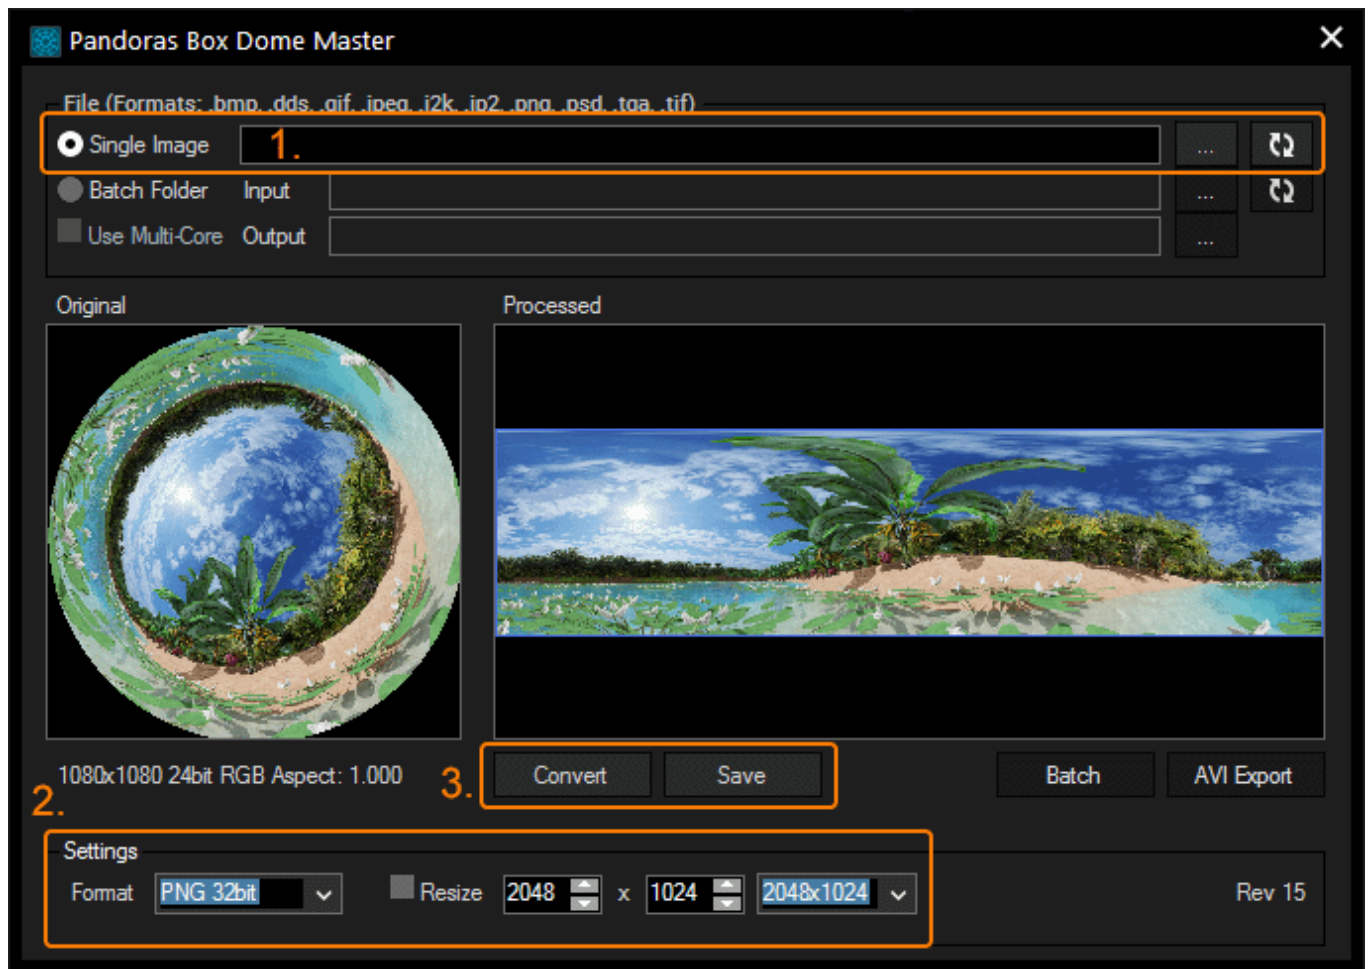 Pandoras Box Dome Master
File (Formats: .bmp, .dds, .gif, .jpeg, .j2k, .jp2, .png, .psd, .tga, .tif)
Single Image 1. ...
Batch Folder Input ...
Use Multi-Core Output ...
Original Processed
1080x1080 24bit RGB Aspect: 1.000 3. Convert Save Batch AVI Export
2.
Settings
Format PNG 32bit Resize 2048 x 1024 2048x1024 Rev 15